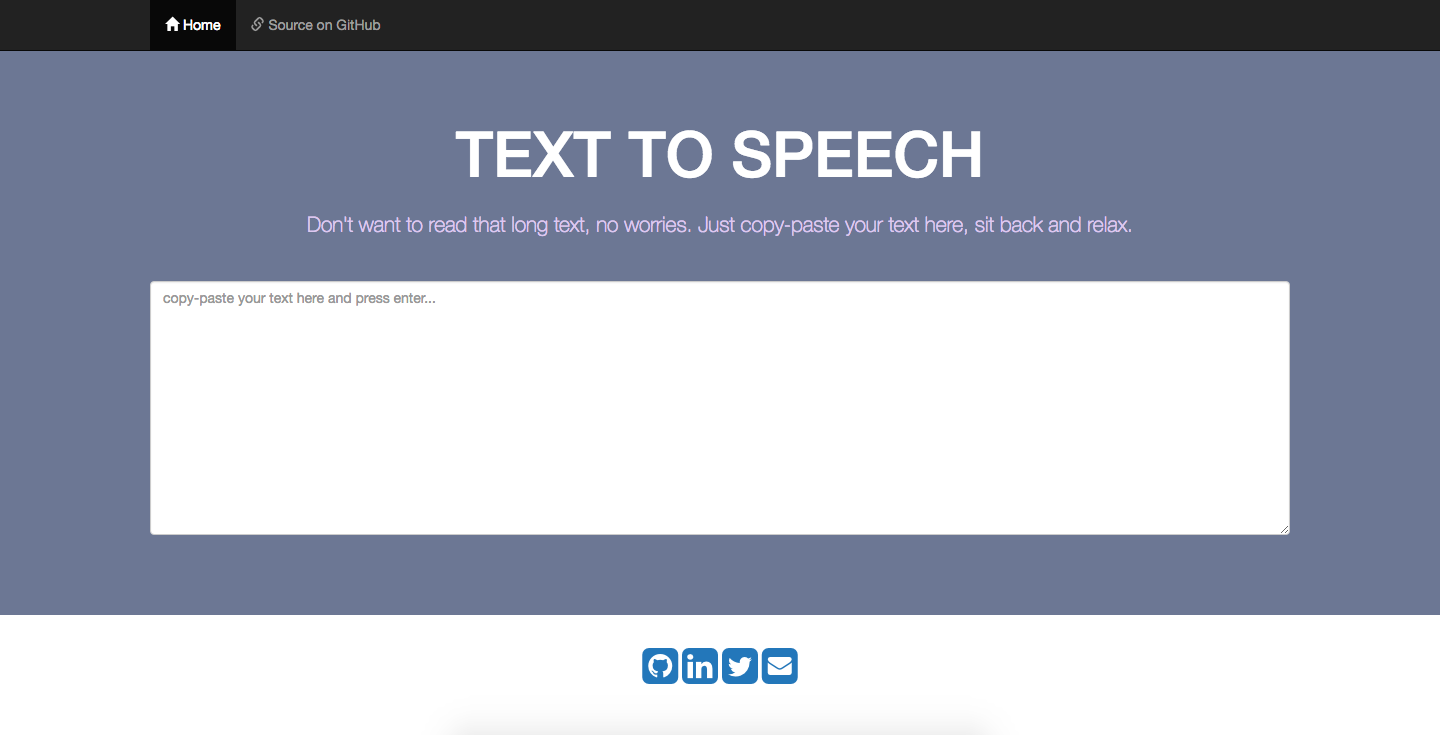 Home
Source on GitHub
TEXT TO SPEECH
Don't want to read that long text, no worries. Just copy-paste your text here, sit back and relax.
copy-paste your text here and press enter...
in